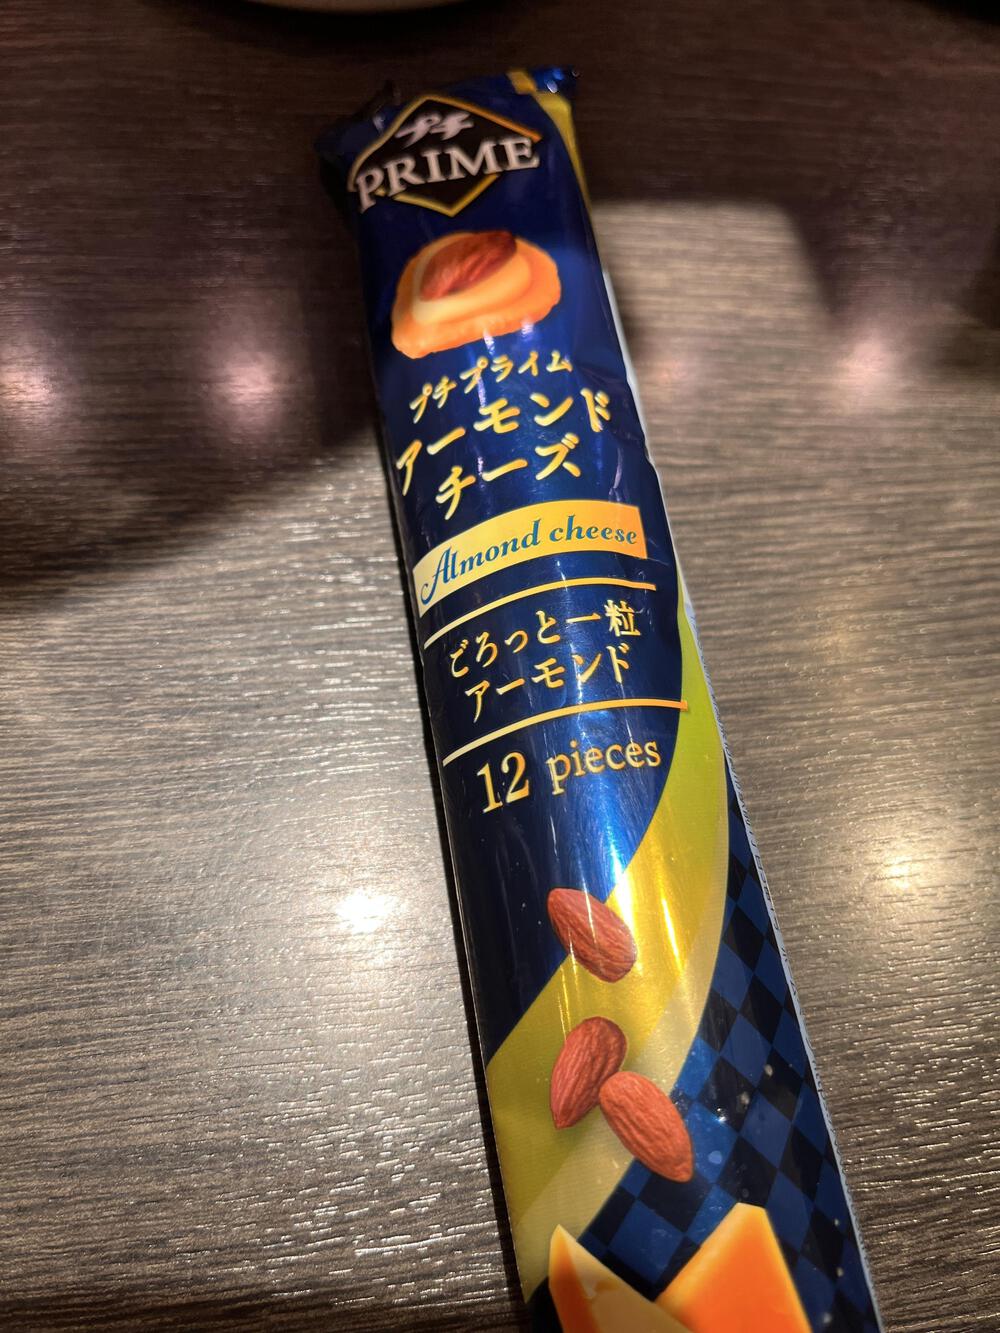 プチ
PRIME
プチプライム
アーモンド
チーズ
Almond cheese
ごろっと一粒
アーモンド
12 pieces